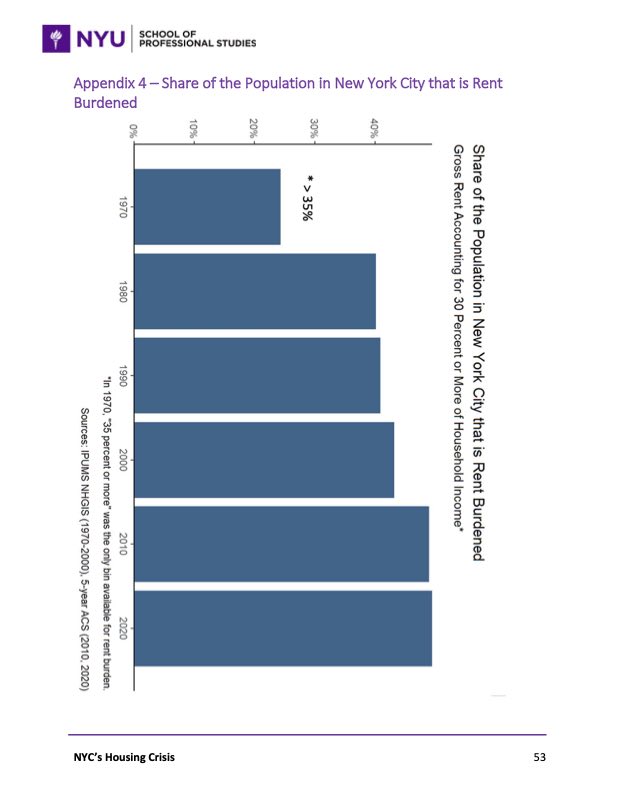 NYU
SCHOOL OF
PROFESSIONAL STUDIES
Appendix 4 – Share of the Population in New York City that is Rent
Burdened
Share of the Population in New York City that is Rent Burdened
Gross Rent Accounting for 30 Percent or More of Household Income*
40%
30%
20%
10%
0%
* > 35%
1970
1980
1990
2000
2010
2020
*In 1970, "35 percent or more" was the only bin available for rent burden.
Sources: IPUMS NHGIS (1970-2000), 5-year ACS (2010, 2020)
NYC's Housing Crisis
53